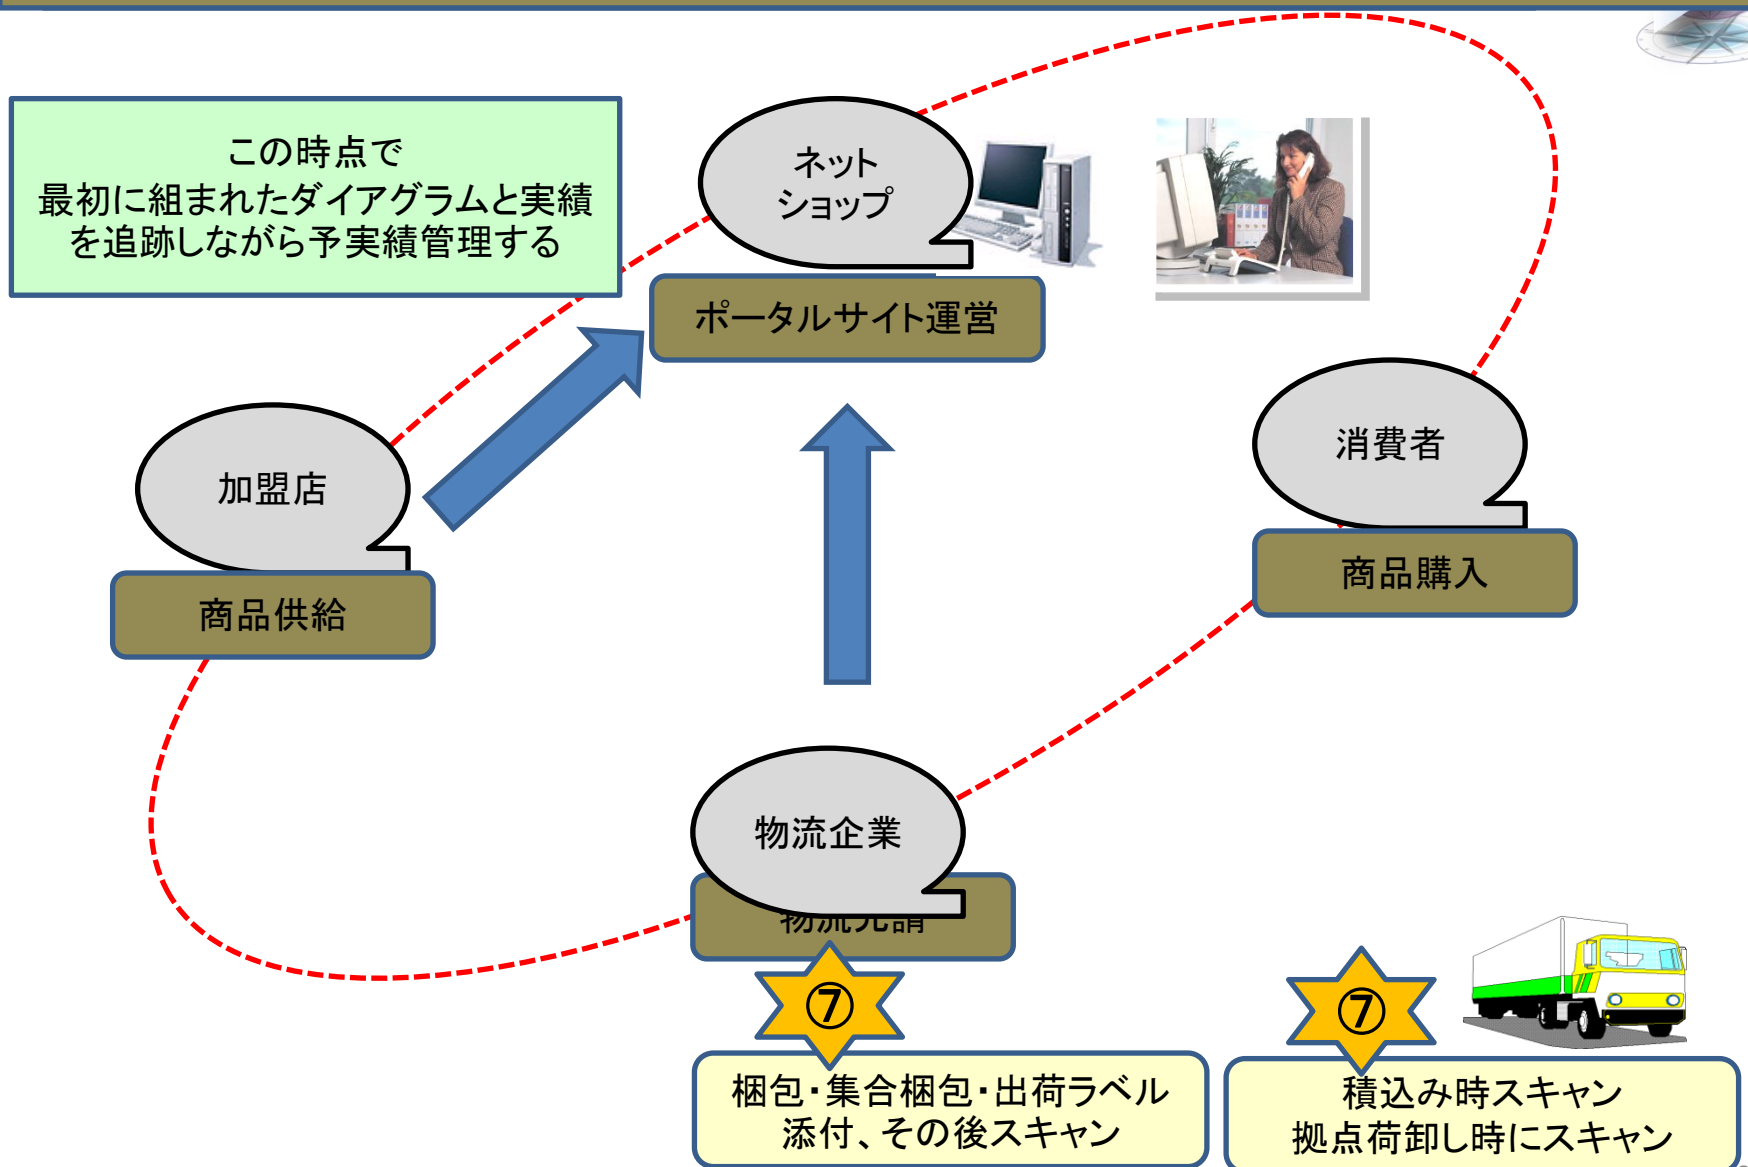 この時点で
最初に組まれたダイアグラムと実績
を追跡しながら予実績管理する
ネット
ショップ
ポータルサイト運営
加盟店
商品供給
消費者
商品購入
物流企業
物流元請
⑦
梱包・集合梱包・出荷ラベル
添付、その後スキャン
⑦
積込み時スキャン
拠点荷卸し時にスキャン